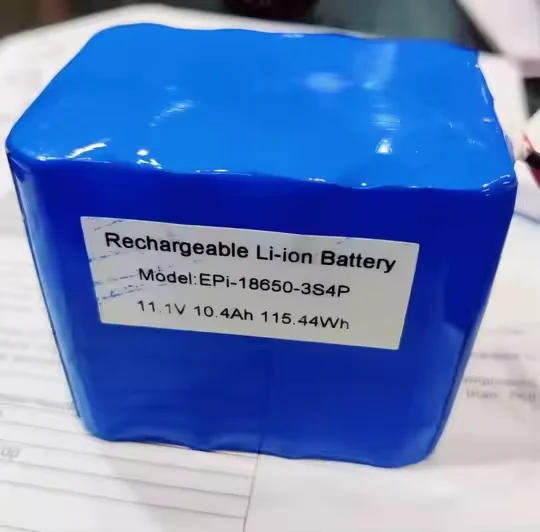 Rechargeable Li-ion Battery
Model:EPi-18650-3S4P
11.1V 10.4Ah 115.44Wh